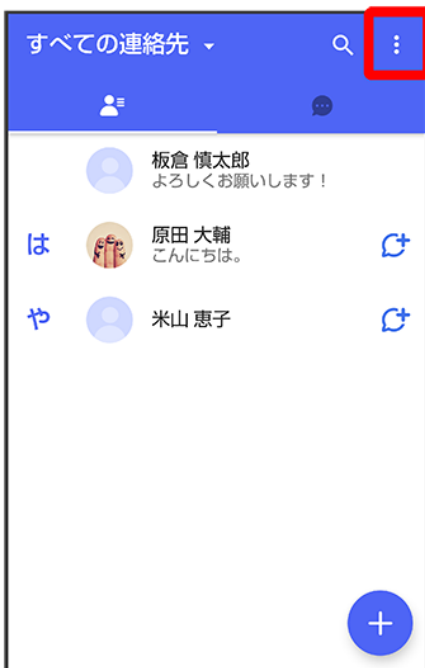 すべての連絡先
板倉 慎太郎
よろしくお願いします！
は
原田 大輔
こんにちは。
や
米山 恵子